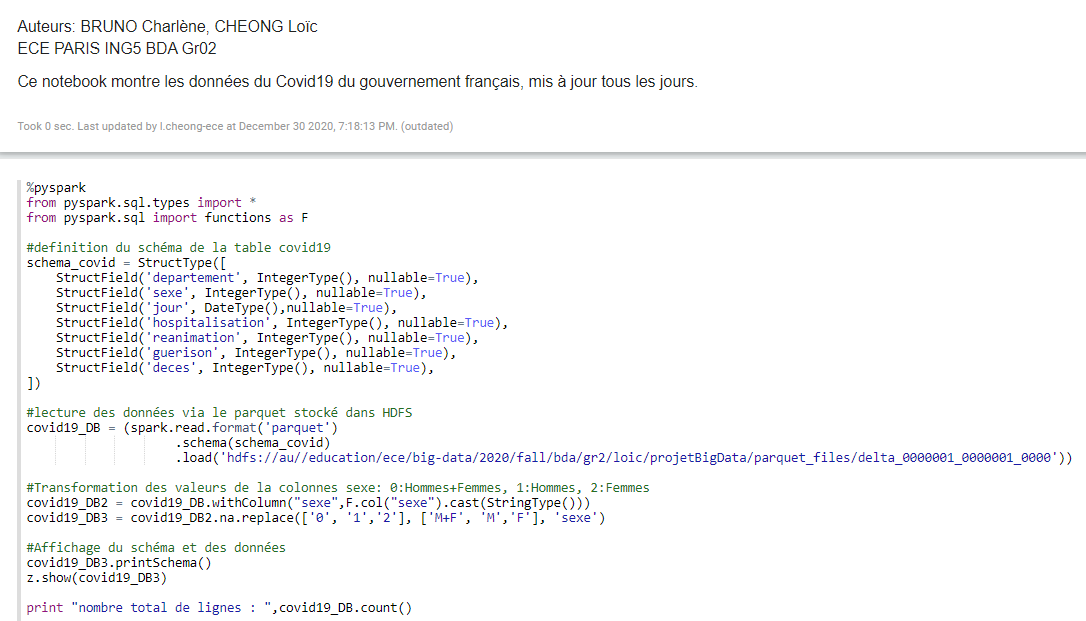 Auteurs: BRUNO Charlène, CHEONG Loïc
ECE PARIS ING5 BDA Gr02
Ce notebook montre les données du Covid19 du gouvernement français, mis à jour tous les jours.
Took 0 sec. Last updated by l.cheong-ece at December 30 2020, 7:18:13 PM. (outdated)
%pyspark
from pyspark.sql.types import *
from pyspark.sql import functions as F
#definition du schéma de la table covid19
schema_covid = StructType([
    StructField('departement', IntegerType(), nullable=True),
    StructField('sexe', IntegerType(), nullable=True),
    StructField('jour', DateType(),nullable=True),
    StructField('hospitalisation', IntegerType(), nullable=True),
    StructField('reanimation', IntegerType(), nullable=True),
    StructField('guerison', IntegerType(), nullable=True),
    StructField('deces', IntegerType(), nullable=True),
])
#lecture des données via le parquet stocké dans HDFS
covid19_DB = (spark.read.format('parquet')
                    .schema(schema_covid)
                    .load('hdfs://au//education/ece/big-data/2020/fall/bda/gr2/loic/projetBigData/parquet_files/delta_0000001_0000001_0000'))
#Transformation des valeurs de la colonnes sexe: 0:Hommes+Femmes, 1:Hommes, 2:Femmes
covid19_DB2 = covid19_DB.withColumn("sexe",F.col("sexe").cast(StringType()))
covid19_DB3 = covid19_DB2.na.replace(['0', '1','2'], ['M+F', 'M','F'], 'sexe')
#Affichage du schéma et des données
covid19_DB3.printSchema()
z.show(covid19_DB3)
print "nombre total de lignes : ",covid19_DB.count()